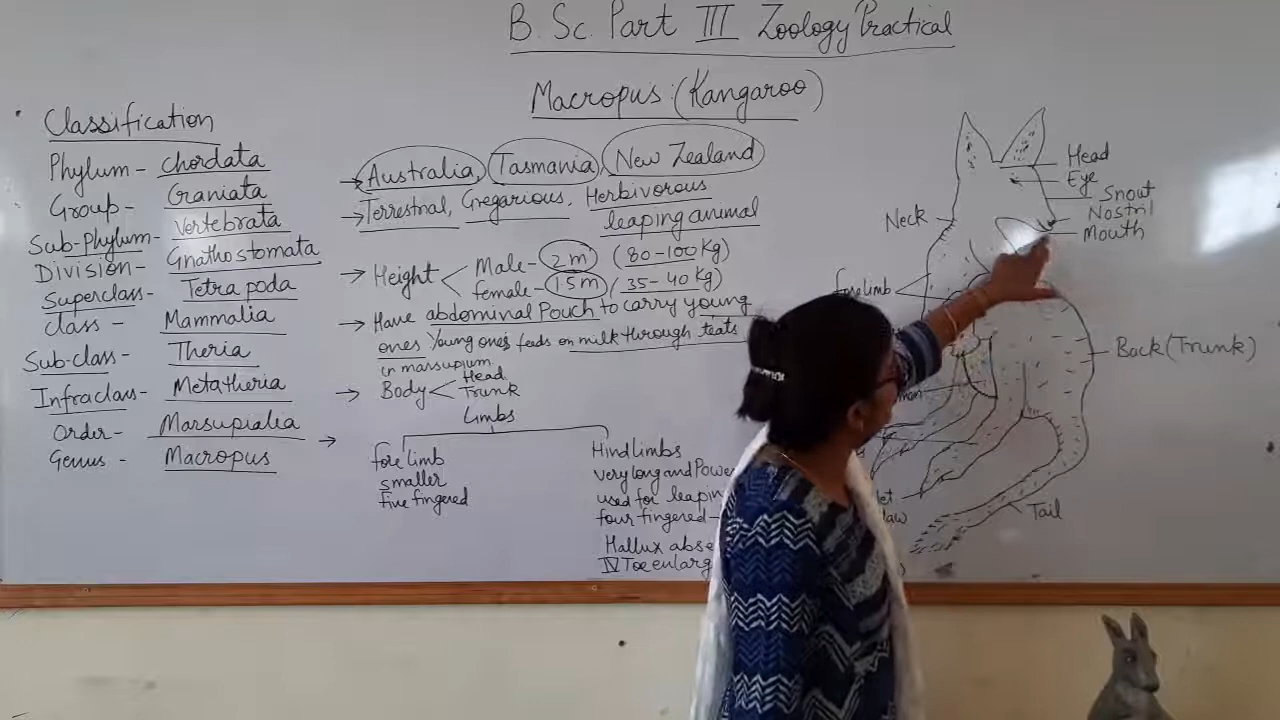 B. Sc. Part III Zoology Practical
Macropus: (Kangaroo)
Classification
Phylum - Chordata
Group - Craniata
Sub-Phylum - Vertebrata
Division - Gnathostomata
Superclass - Tetrapoda
Class - Mammalia
Sub-class - Theria
Infraclass - Metatheria
Order - Marsupialia
Genus - Macropus
→ Australia, Tasmania, New Zealand
→ Terrestrial, Gregarious, Herbivorous
leaping animal
→ Height < Male - 2 m (80-100 Kg)
female - 1.5 m (35-40 Kg)
→ Have abdominal Pouch to carry young
ones Young ones feeds on milk through teats
in marsupium
→ Body < Head
Trunk
→ Limbs
fore limb
smaller
five fingered
Hind Limbs
very long and
used for
four fingered -
Hallux
IV Toe
Head
Eye
Snout
Nostril
Mouth
Neck
fore limb
Back (Trunk)
Tail